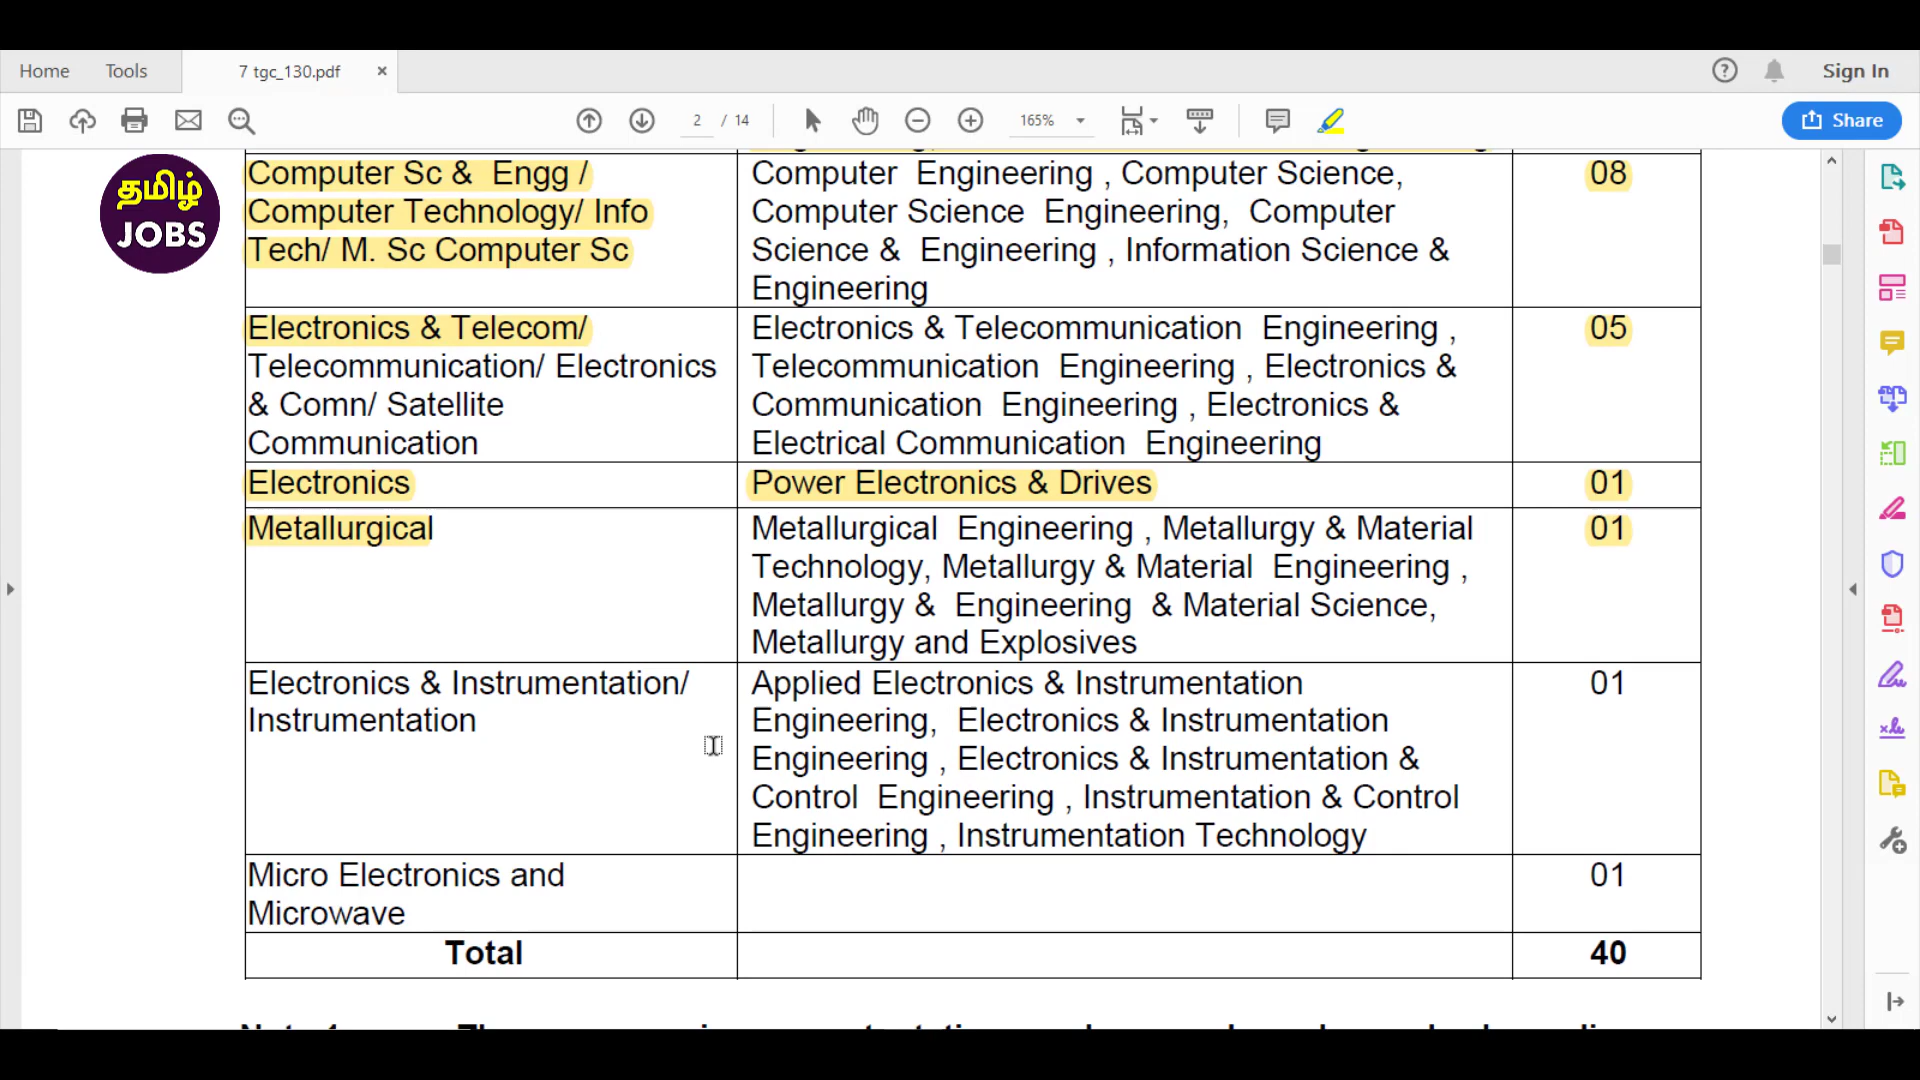 Home Tools 7 tgc_130.pdf × Sign In
2 / 14 165% Share
தமிழ்
JOBS
Computer Sc & Engg /
Computer Technology/ Info
Tech/ M. Sc Computer Sc
Computer Engineering , Computer Science,
Computer Science Engineering, Computer
Science & Engineering , Information Science &
Engineering
08
Electronics & Telecom/
Telecommunication/ Electronics
& Comn/ Satellite
Communication
Electronics & Telecommunication Engineering ,
Telecommunication Engineering , Electronics &
Communication Engineering , Electronics &
Electrical Communication Engineering
05
Electronics
Power Electronics & Drives
01
Metallurgical
Metallurgical Engineering , Metallurgy & Material
Technology, Metallurgy & Material Engineering ,
Metallurgy & Engineering & Material Science,
Metallurgy and Explosives
01
Electronics & Instrumentation/
Instrumentation
Applied Electronics & Instrumentation
Engineering, Electronics & Instrumentation
Engineering , Electronics & Instrumentation &
Control Engineering , Instrumentation & Control
Engineering , Instrumentation Technology
01
Micro Electronics and
Microwave
01
Total
40